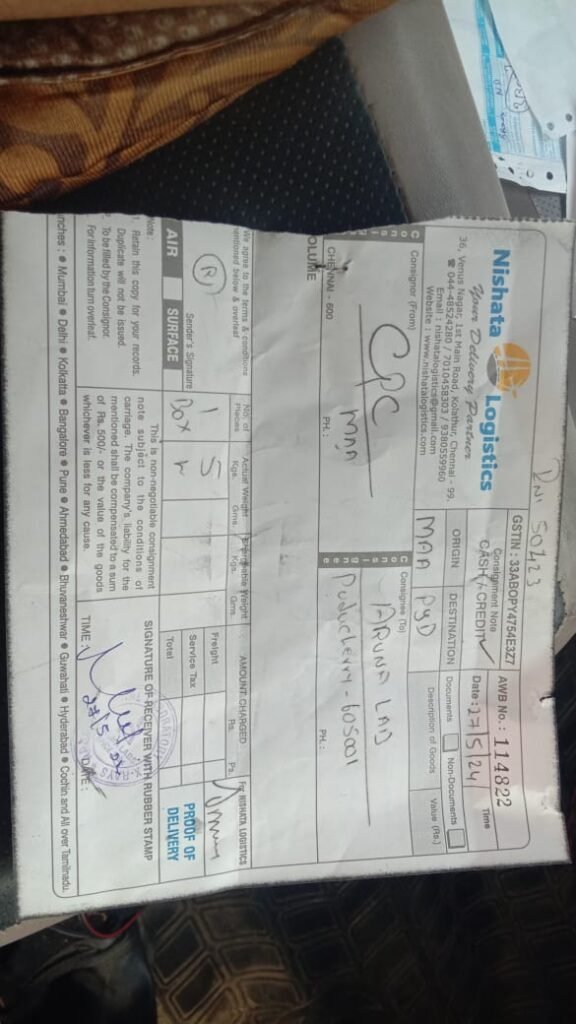 DNI 50423
Nishata Logistics
Your Delivery Partner
36, Venus Nagar, 1st Main Road, Kolathur, Chennai - 99.
☎ 044-48524280 / 7010458303 / 9380559960
Email : nishatalogistics@gmail.com
Website : www.nishatalogistics.com
GSTIN : 33ABOPY4754E3Z7
Consignment Note
CASH / CREDIT ✓
AWB No. : 114822
Date : 27/5/24
Time
ORIGIN
DESTINATION
MAA
PYD
Documents
Non-Documents
Description of Goods
Value (Rs.)
Consignor (From)
CPC
MAA
CHENNAI - 600
PH. :
Consignee (To)
ARUNA LAB
Puducherry - 605001
PH. :
VOLUME
We agree to the terms & conditions
mentioned below & overleaf
Sender's Signature
AIR
SURFACE
No. of Pieces
Actual Weight
Kgs. Gms.
Chargeable Weight
Kgs. Gms.
1
Box
5
AMOUNT CHARGED
Rs. Ps.
Freight
Service Tax
Total
For NISHATA LOGISTICS
PROOF OF
DELIVERY
Note :
1. Retain this copy for your records.
Duplicate will not be issued.
2. To be filled by the Consignor.
For Information turn overleaf.
This is non-negotiable consignment
note subject to the conditions of
carriage. The company's liability for the
mentioned shall be compensated to a sum
of Rs. 500/- or the value of the goods
whichever is less for any cause.
SIGNATURE OF RECEIVER WITH RUBBER STAMP
27/5
TIME :
DATE :
nches : ● Mumbai ● Delhi ● Kolkatta ● Bangalore ● Pune ● Ahmedabad ● Bhuvaneshwar ● Guwahati ● Hyderabad ● Cochin and All over Tamilnadu.